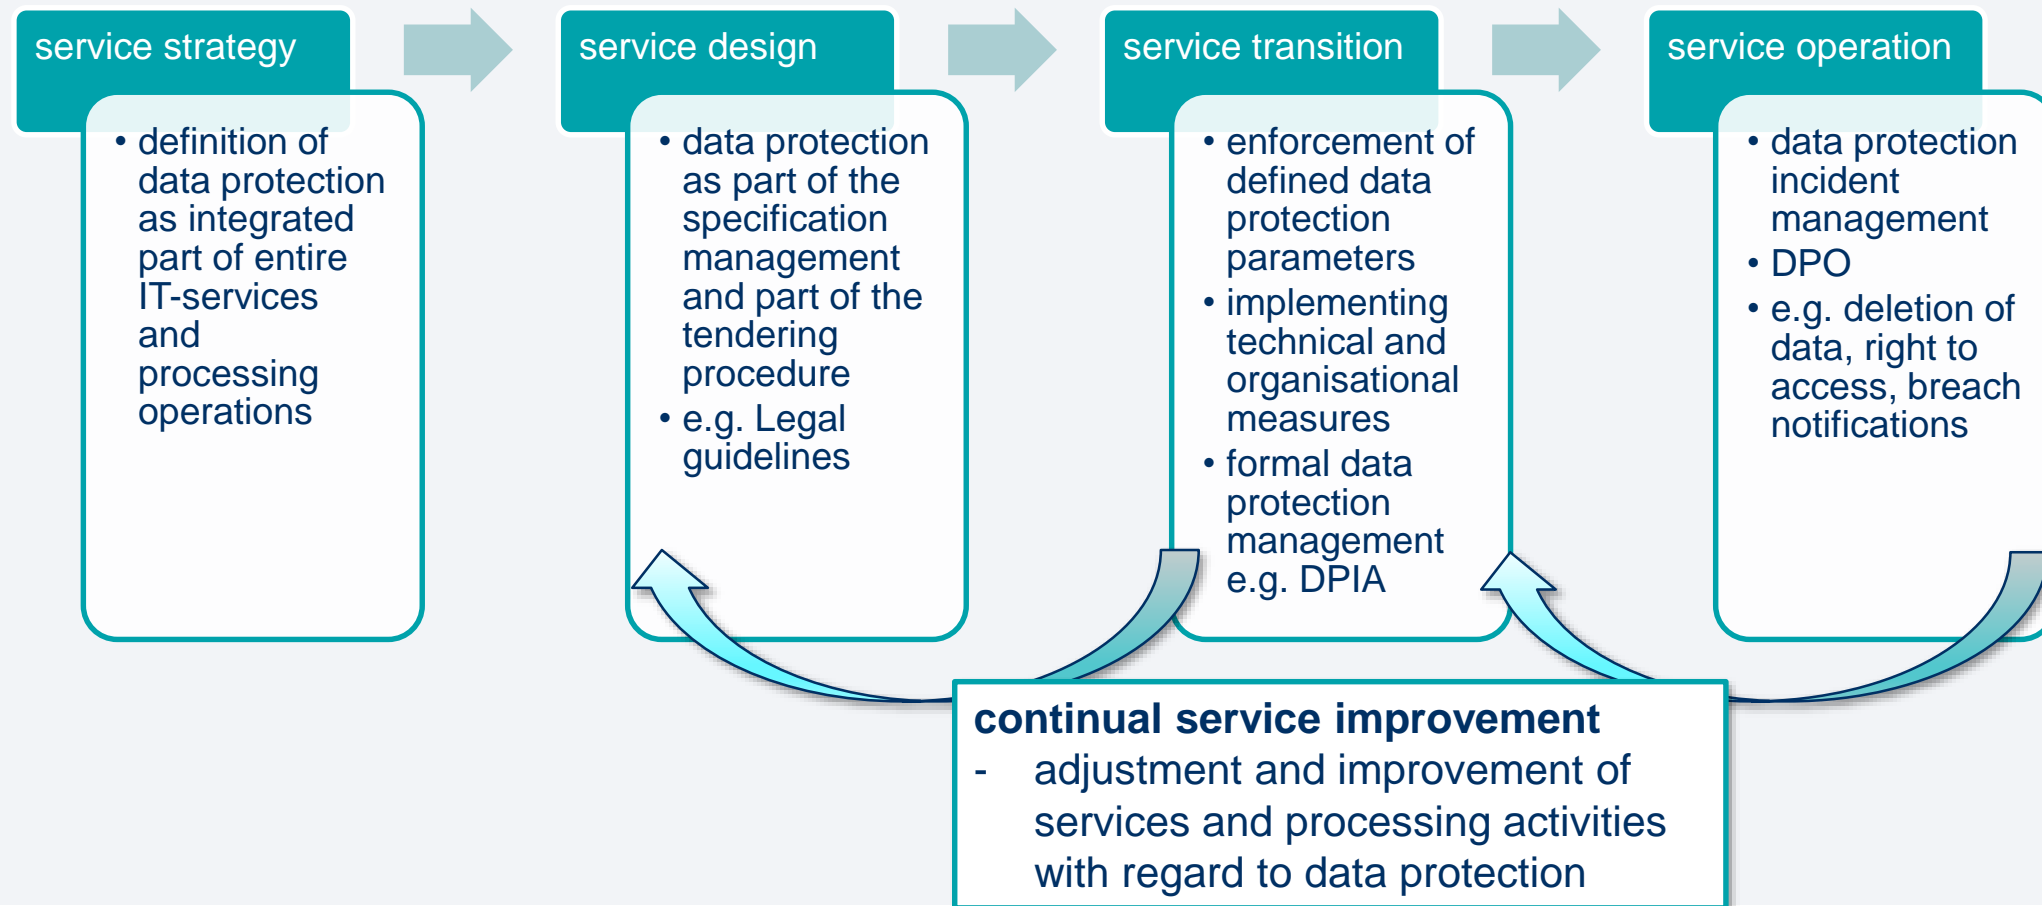 service strategy
• definition of
data protection
as integrated
part of entire
IT-services
and
processing
operations
service design
• data protection
as part of the
specification
management
and part of the
tendering
procedure
• e.g. Legal
guidelines
service transition
• enforcement of
defined data
protection
parameters
• implementing
technical and
organisational
measures
• formal data
protection
management
e.g. DPIA
service operation
• data protection
incident
management
• DPO
• e.g. deletion of
data, right to
access, breach
notifications
continual service improvement
- adjustment and improvement of
services and processing activities
with regard to data protection